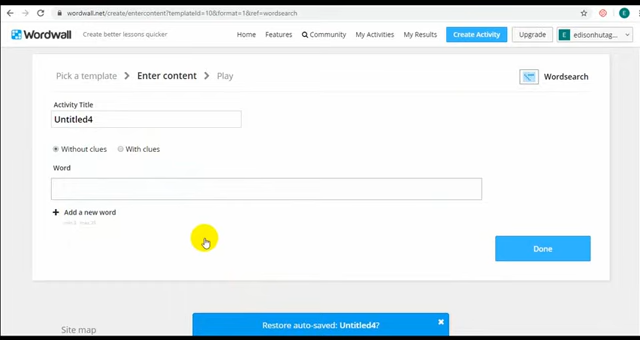 wordwall.net/create/entercontent?templateId=10&format=1&ref=wordsearch
Wordwall
Create better lessons quicker
Home
Features
Community
My Activities
My Results
Create Activity
Upgrade
E
edisonhutag...
Pick a template
Enter content
Play
Wordsearch
Activity Title
Untitled4
Without clues
With clues
Word
+ Add a new word
Done
Site map
Restore auto-saved: Untitled4?